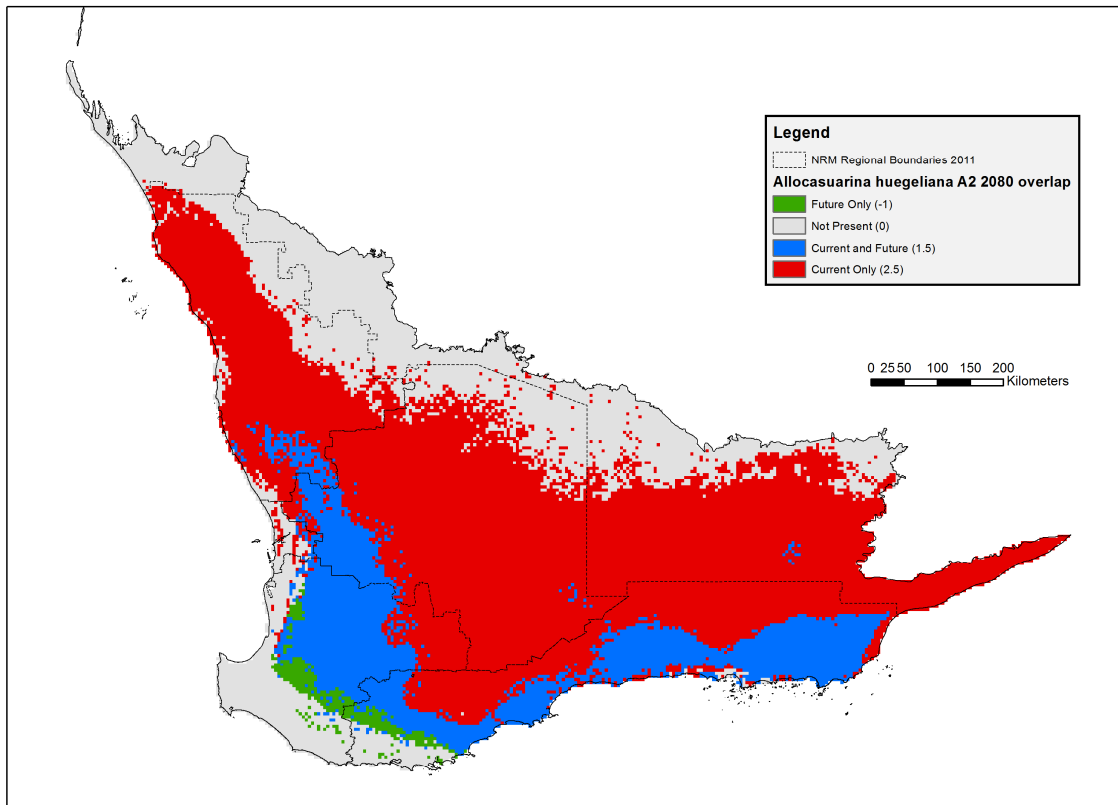 Legend
NRM Regional Boundaries 2011
Allocasuarina huegeliana A2 2080 overlap
Future Only (-1)
Not Present (0)
Current and Future (1.5)
Current Only (2.5)
0 25 50 100 150 200
Kilometers